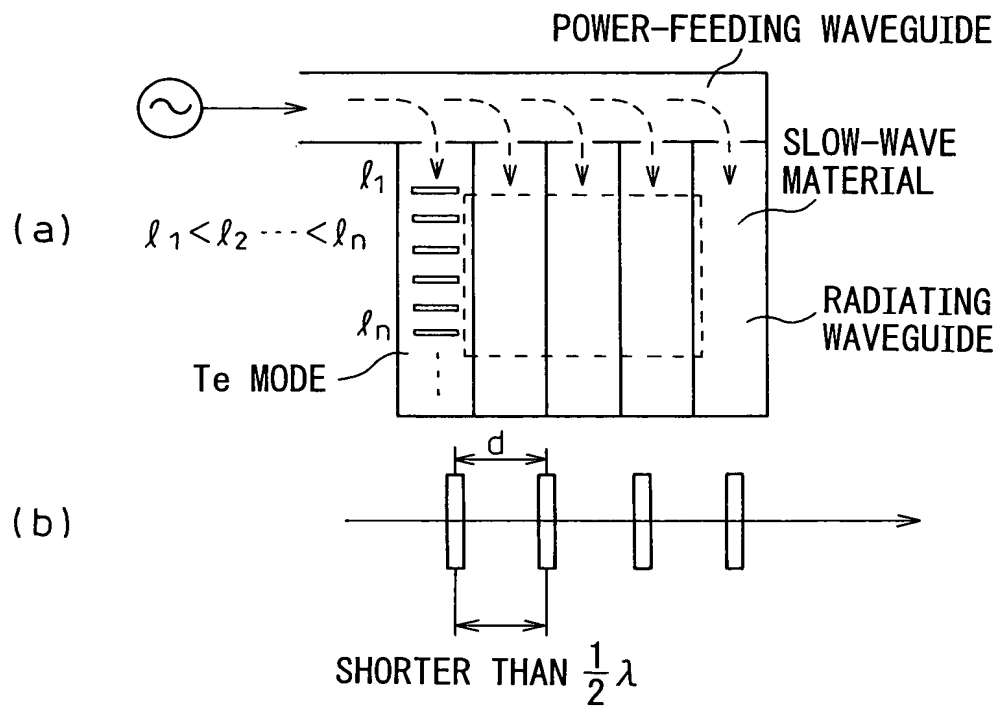 POWER-FEEDING WAVEGUIDE
SLOW-WAVE
MATERIAL
ℓ1
(a)
ℓ1<ℓ2 ---<ℓn
RADIATING
WAVEGUIDE
ℓn
Te MODE
d
(b)
SHORTER THAN 1/2 λ